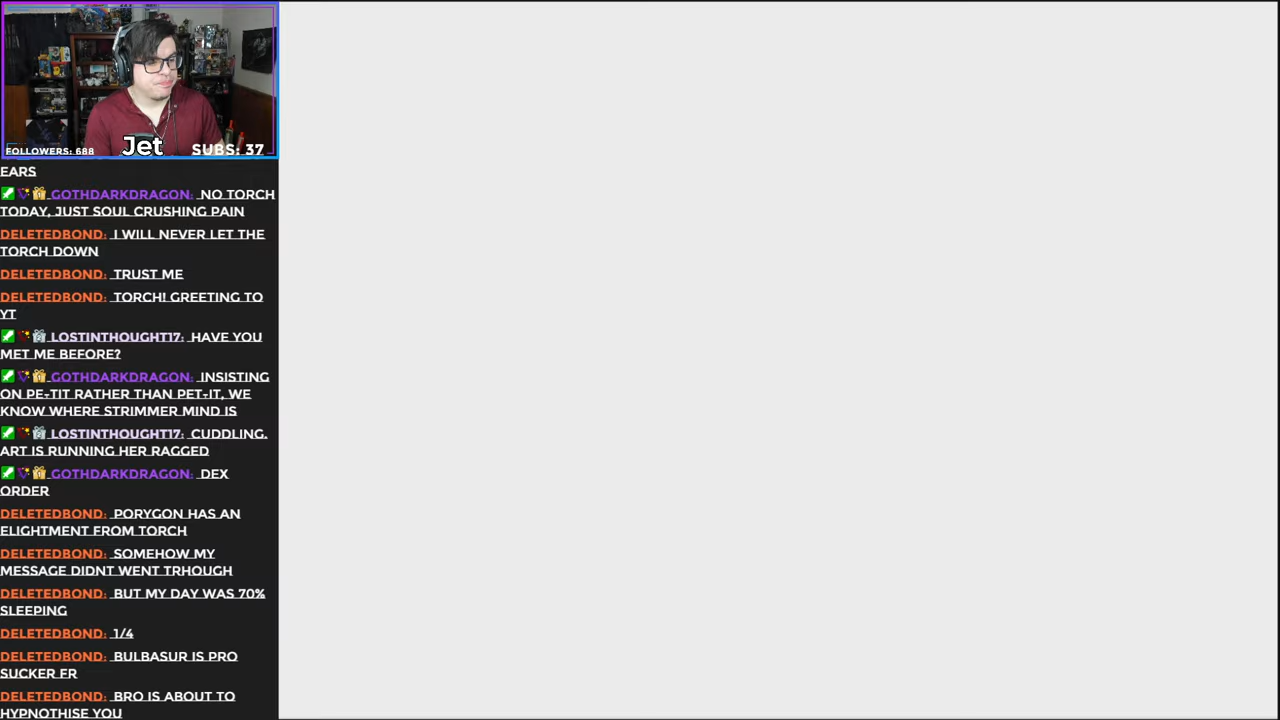 FOLLOWERS: 688
Jet
SUBS: 37
EARS
GOTHDARKDRAGON: NO TORCH
TODAY, JUST SOUL CRUSHING PAIN
DELETEDBOND: I WILL NEVER LET THE
TORCH DOWN
DELETEDBOND: TRUST ME
DELETEDBOND: TORCH! GREETING TO
YT
LOSTINTHOUGHT17: HAVE YOU
MET ME BEFORE?
GOTHDARKDRAGON: INSISTING
ON PE-TIT RATHER THAN PET-IT, WE
KNOW WHERE STRIMMER MIND IS
LOSTINTHOUGHT17: CUDDLING.
ART IS RUNNING HER RAGGED
GOTHDARKDRAGON: DEX
ORDER
DELETEDBOND: PORYGON HAS AN
ELIGHTMENT FROM TORCH
DELETEDBOND: SOMEHOW MY
MESSAGE DIDNT WENT TRHOUGH
DELETEDBOND: BUT MY DAY WAS 70%
SLEEPING
DELETEDBOND: 1/4
DELETEDBOND: BULBASUR IS PRO
SUCKER FR
DELETEDBOND: BRO IS ABOUT TO
HYPNOTHISE YOU